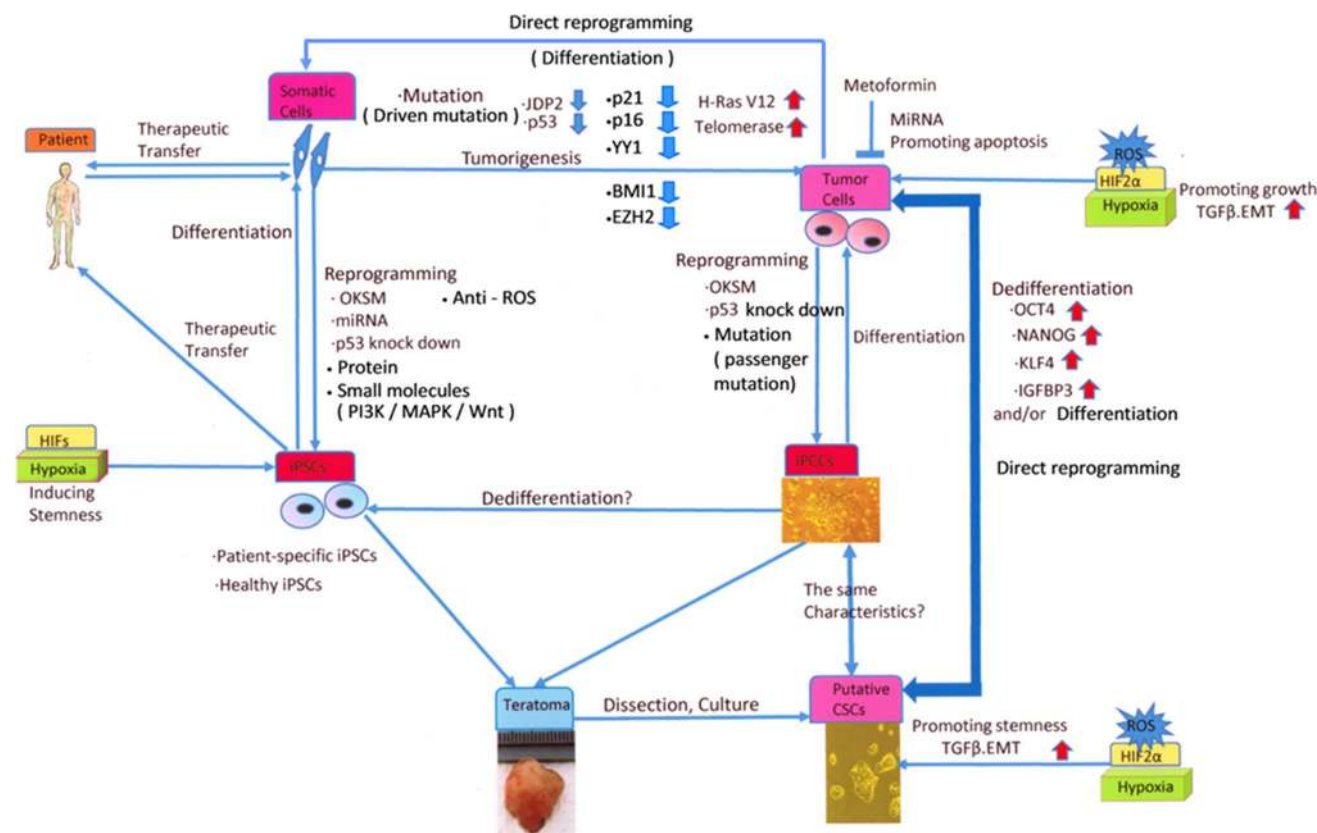 Direct reprogramming
( Differentiation )
Somatic
Cells
·Mutation
( Driven mutation )
·JDP2
·p53
•p21
•p16
•YY1
H-Ras V12
Telomerase
Metoformin
MiRNA
Promoting apoptosis
Patient
Therapeutic
Transfer
Tumorigenesis
•BMI1
•EZH2
Tumor
Cells
ROS
HIF2α
Hypoxia
Promoting growth
TGFβ.EMT
Differentiation
Reprogramming
· OKSM
• Anti - ROS
·miRNA
·p53 knock down
• Protein
• Small molecules
( PI3K / MAPK / Wnt )
Reprogramming
·OKSM
·p53 knock down
• Mutation
( passenger
mutation)
Differentiation
Dedifferentiation
·OCT4
·NANOG
·KLF4
·IGFBP3
and/or Differentiation
Direct reprogramming
Therapeutic
Transfer
HIFs
Hypoxia
Inducing
Stemness
iPSCs
iPCCs
Dedifferentiation?
·Patient-specific iPSCs
·Healthy iPSCs
The same
Characteristics?
Teratoma
Dissection, Culture
Putative
CSCs
Promoting stemness
TGFβ.EMT
ROS
HIF2α
Hypoxia